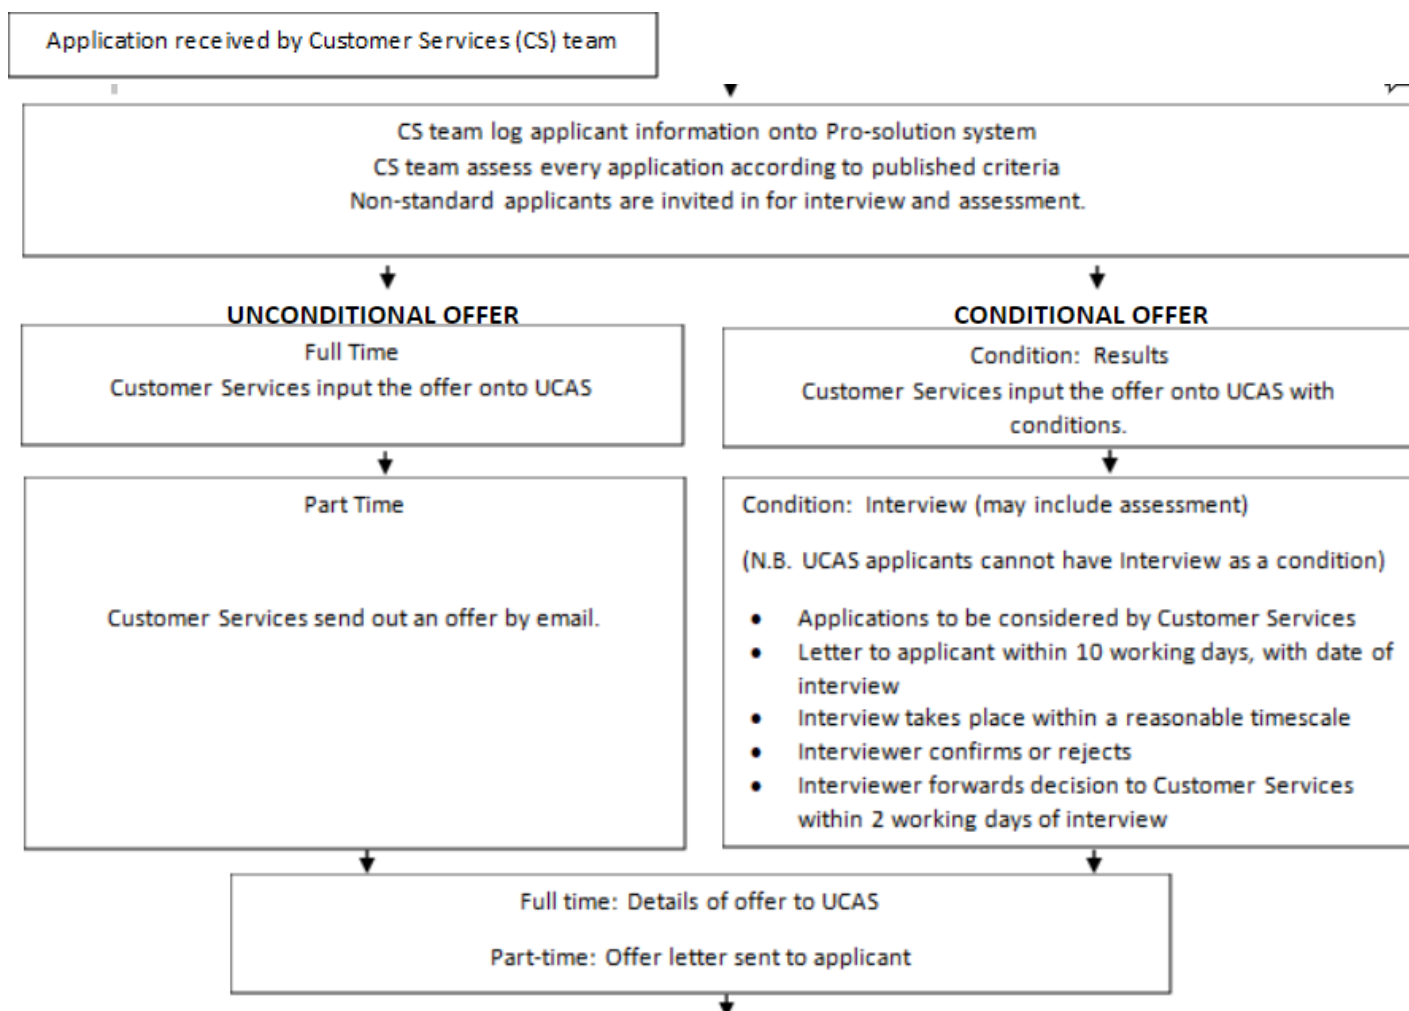 Application received by Customer Services (CS) team
CS team log applicant information onto Pro-solution system
CS team assess every application according to published criteria
Non-standard applicants are invited in for interview and assessment.
UNCONDITIONAL OFFER
Full Time
Customer Services input the offer onto UCAS
Part Time
Customer Services send out an offer by email.
CONDITIONAL OFFER
Condition: Results
Customer Services input the offer onto UCAS with
conditions.
Condition: Interview (may include assessment)
(N.B. UCAS applicants cannot have Interview as a condition)
• Applications to be considered by Customer Services
• Letter to applicant within 10 working days, with date of
interview
• Interview takes place within a reasonable timescale
• Interviewer confirms or rejects
• Interviewer forwards decision to Customer Services
within 2 working days of interview
Full time: Details of offer to UCAS
Part-time: Offer letter sent to applicant